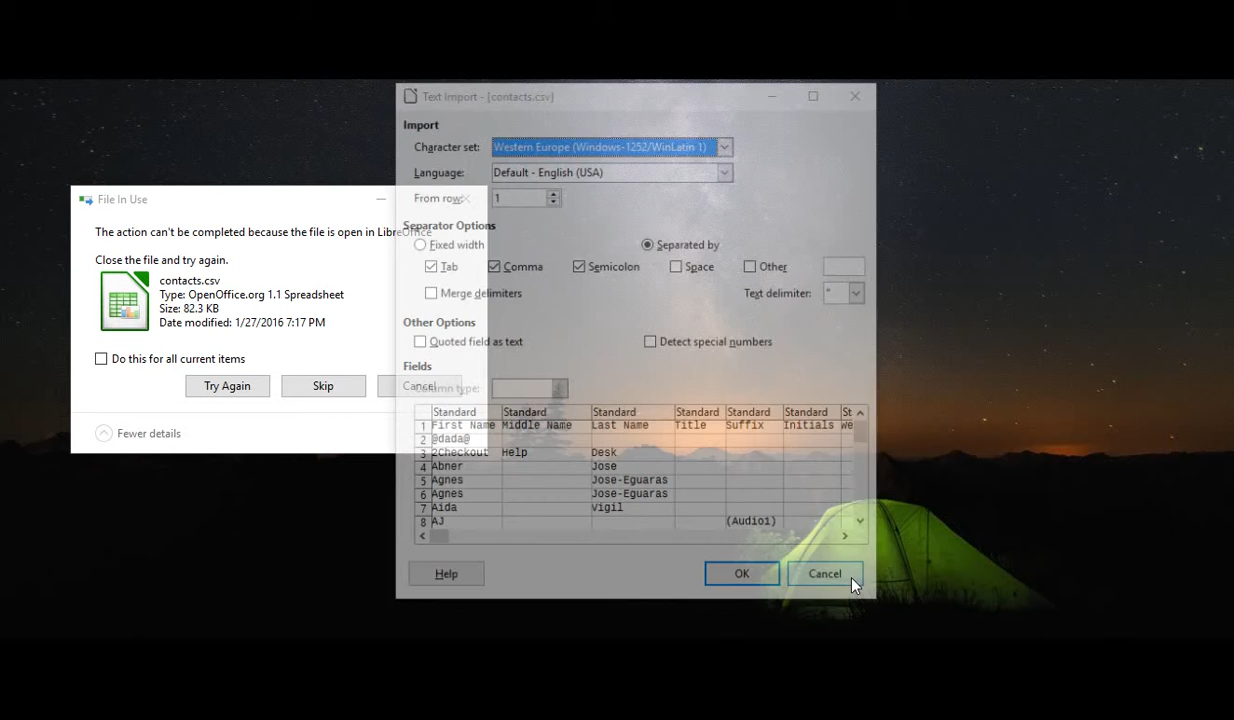 File In Use
The action can't be completed because the file is open in LibreOffice
Close the file and try again.
contacts.csv
Type: OpenOffice.org 1.1 Spreadsheet
Size: 82.3 KB
Date modified: 1/27/2016 7:17 PM
Do this for all current items
Try Again Skip Cancel
Fewer details
Text Import - [contacts.csv]
Import
Character set: Western Europe (Windows-1252/WinLatin 1)
Language: Default - English (USA)
From row: 1
Separator Options
Fixed width Separated by
Tab Comma Semicolon Space Other
Merge delimiters Text delimiter: "
Other Options
Quoted field as text Detect special numbers
Fields
Column type:
Standard Standard Standard Standard Standard Standard St
1 First Name Middle Name Last Name Title Suffix Initials We
2 @dada@
3 2Checkout Help Desk
4 Abner Jose
5 Agnes Jose-Eguaras
6 Agnes Jose-Eguaras
7 Aida Vigil
8 AJ (Audio1)
Help OK Cancel